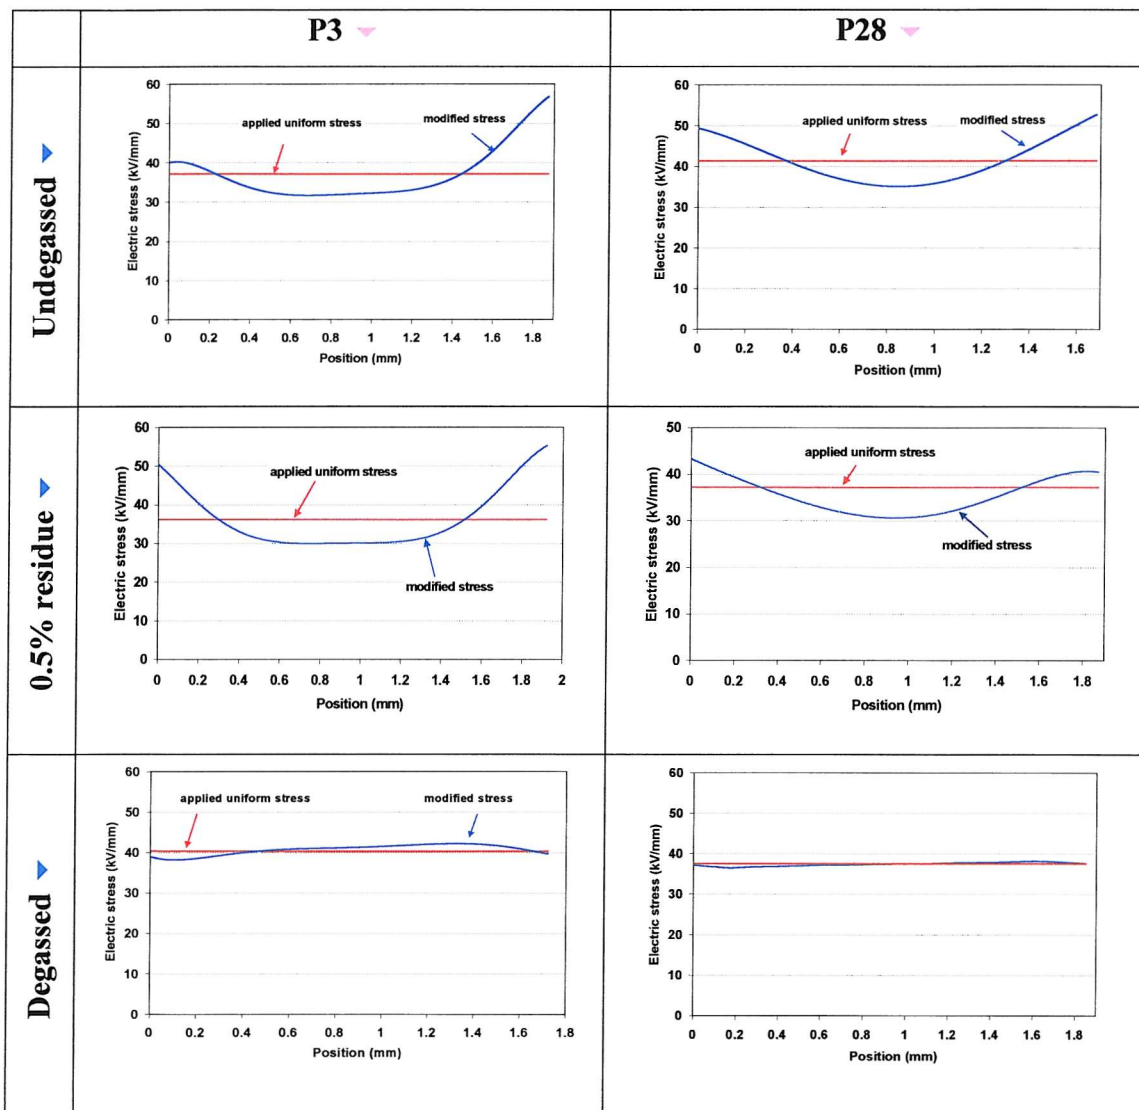 P3 P28
Undegassed
60
50
40
30
20
10
0
Electric stress (kV/mm)
applied uniform stress
modified stress
0 0.2 0.4 0.6 0.8 1 1.2 1.4 1.6 1.8
Position (mm)
60
50
40
30
20
10
0
Electric stress (kV/mm)
applied uniform stress
modified stress
0 0.2 0.4 0.6 0.8 1 1.2 1.4 1.6
Position (mm)
0.5% residue
60
50
40
30
20
10
0
Electric stress (kV/mm)
applied uniform stress
modified stress
0 0.2 0.4 0.6 0.8 1 1.2 1.4 1.6 1.8 2
Position (mm)
50
40
30
20
10
0
Electric stress (kV/mm)
applied uniform stress
modified stress
0 0.2 0.4 0.6 0.8 1 1.2 1.4 1.6 1.8
Position (mm)
Degassed
60
50
40
30
20
10
0
Electric stress (kV/mm)
applied uniform stress
modified stress
0 0.2 0.4 0.6 0.8 1 1.2 1.4 1.6 1.8
Position (mm)
60
50
40
30
20
10
0
Electric stress (kV/mm)
0 0.2 0.4 0.6 0.8 1 1.2 1.4 1.6 1.8
Position (mm)